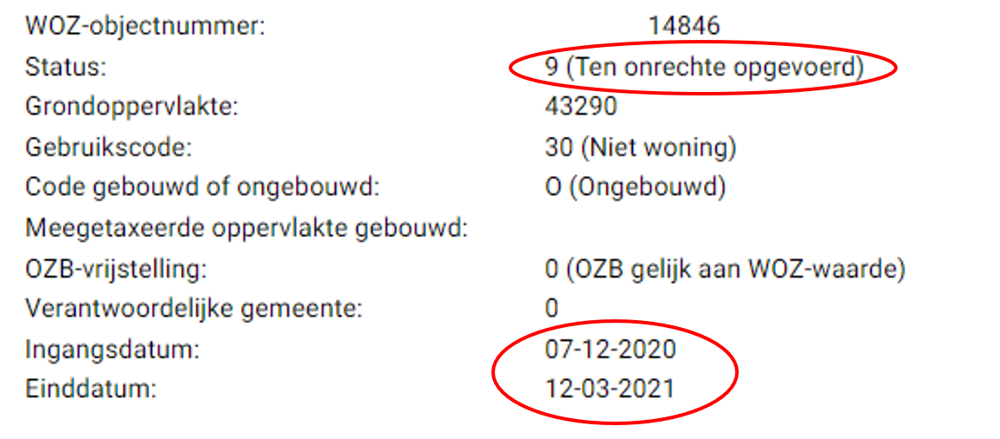 WOZ-objectnummer: 14846
Status: 9 (Ten onrechte opgevoerd)
Grondoppervlakte: 43290
Gebruikscode: 30 (Niet woning)
Code gebouwd of ongebouwd: O (Ongebouwd)
Meegetaxeerde oppervlakte gebouwd:
OZB-vrijstelling: 0 (OZB gelijk aan WOZ-waarde)
Verantwoordelijke gemeente: 0
Ingangsdatum: 07-12-2020
Einddatum: 12-03-2021